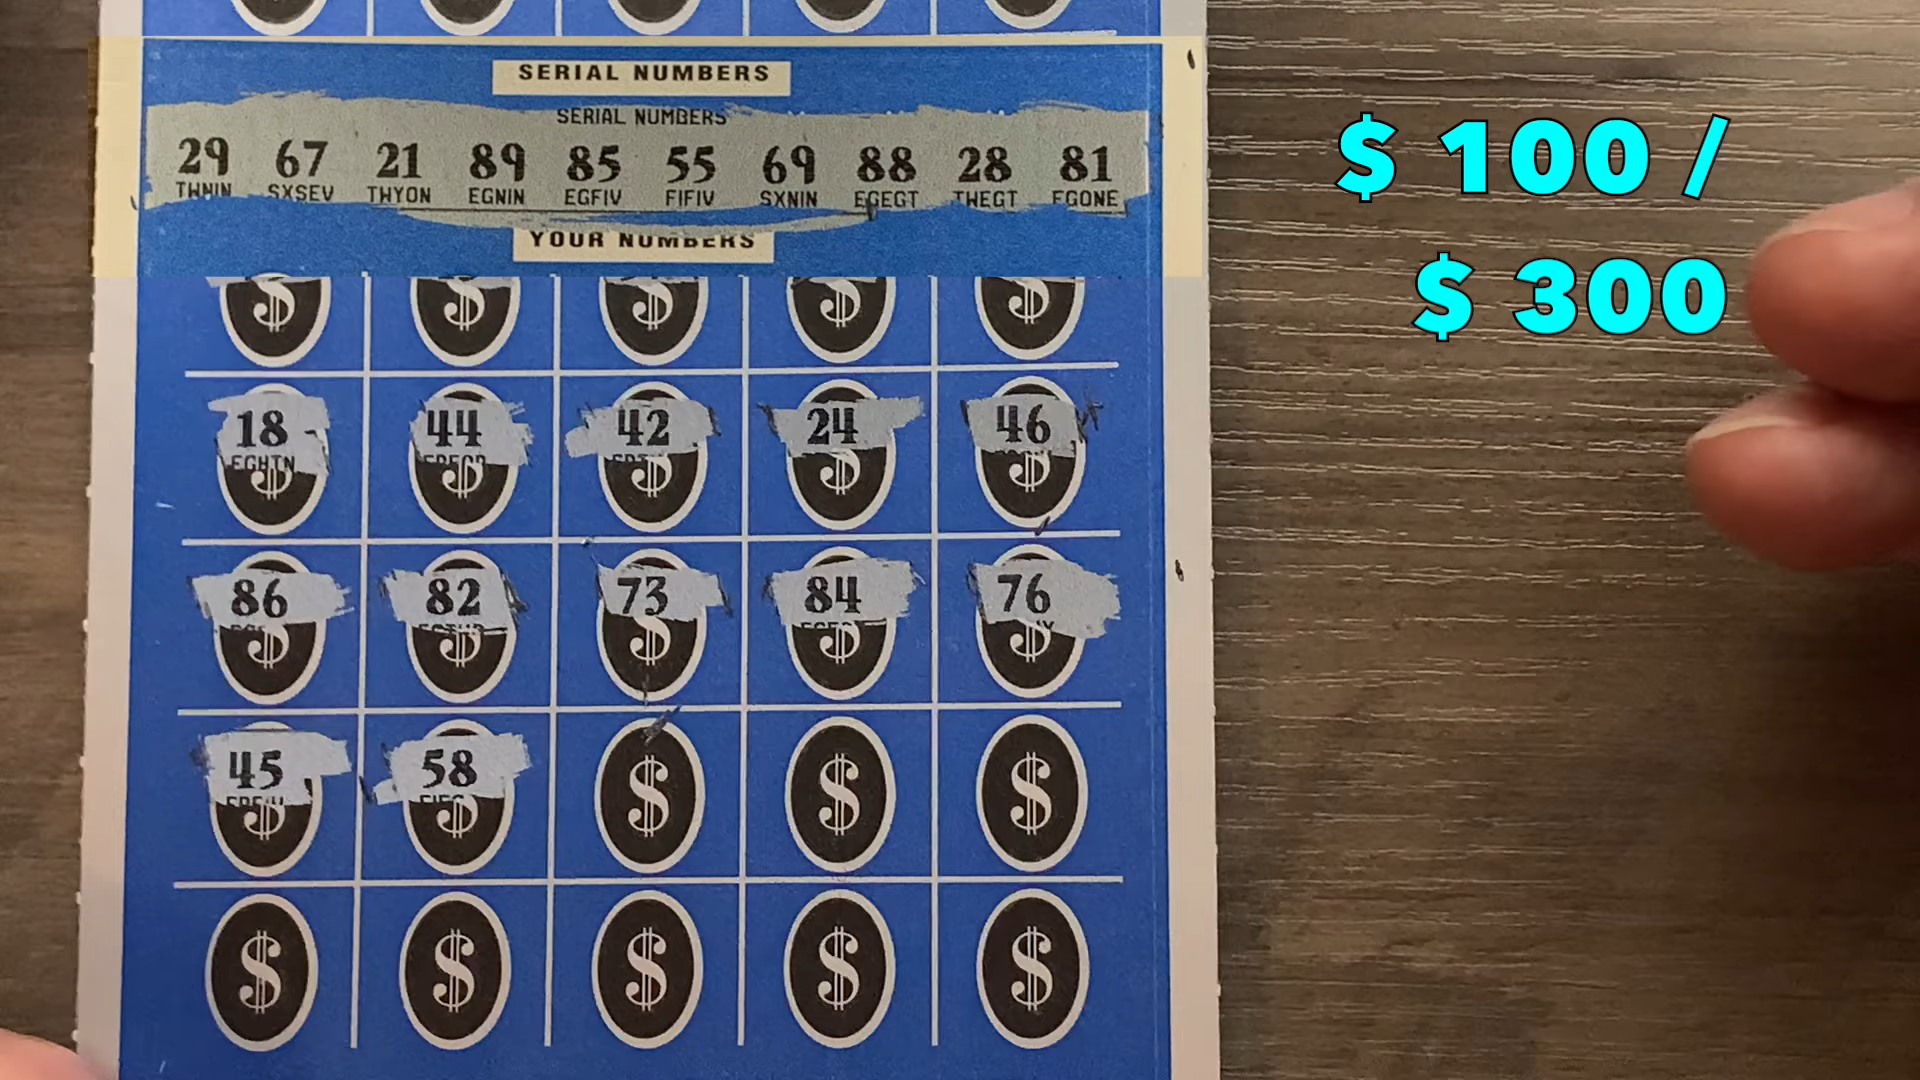 SERIAL NUMBERS
SERIAL NUMBERS
29 67 21 89 85 55 69 88 28 81
THNIN SXSEV THYON EGNIN EGFIV FIFIV SXNIN EGEGT THEGT EGONE
YOUR NUMBERS
$ 100 /
$ 300
$ $ $ $ $
18 44 42 24 46
EGHTN
$ $ $ $ $
86 82 73 84 76
$ $ $ $ $
45 58
$ $ $ $ $
$ $ $ $ $